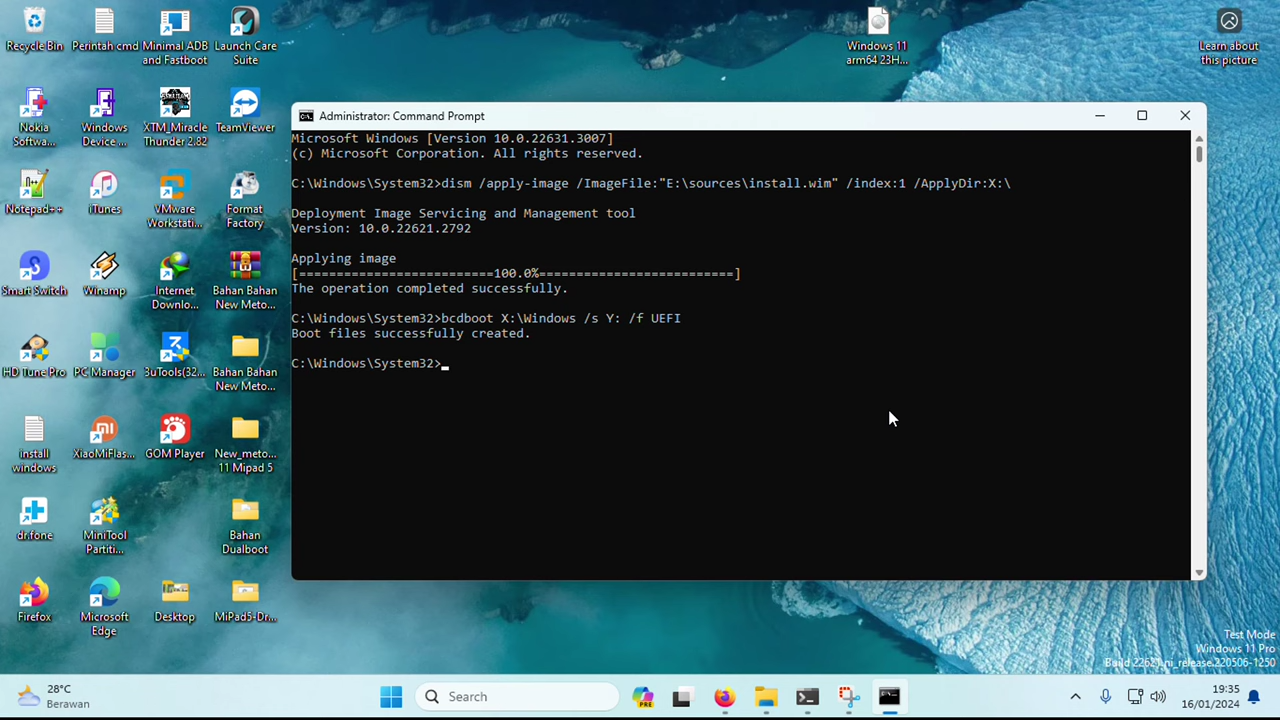 Recycle Bin
Perintah cmd
Minimal ADB
and Fastboot
Launch Care
Suite
Windows 11
arm64 23H...
Learn about
this picture
Nokia
Softwa...
Windows
Device ...
XTM_Miracle
Thunder 2.82
TeamViewer
Notepad++
iTunes
VMware
Workstati...
Format
Factory
Smart Switch
Winamp
Internet
Downlo...
Bahan Bahan
New Meto...
HD Tune Pro
PC Manager
3uTools(32...
Bahan Bahan
New Meto...
install
windows
XiaoMiFlas...
GOM Player
New_meto...
11 Mipad 5
dr.fone
MiniTool
Partiti...
Bahan
Dualboot
Firefox
Microsoft
Edge
Desktop
MiPad5-Dr...
Administrator: Command Prompt
Microsoft Windows [Version 10.0.22631.3007]
(c) Microsoft Corporation. All rights reserved.
C:\Windows\System32>dism /apply-image /ImageFile:"E:\sources\install.wim" /index:1 /ApplyDir:X:\
Deployment Image Servicing and Management tool
Version: 10.0.22621.2792
Applying image
[==========================100.0%==========================]
The operation completed successfully.
C:\Windows\System32>bcdboot X:\Windows /s Y: /f UEFI
Boot files successfully created.
C:\Windows\System32>
Test Mode
Windows 11 Pro
Build 22621.ni_release.220506-1250
28°C
Berawan
Search
PRE
19:35
16/01/2024